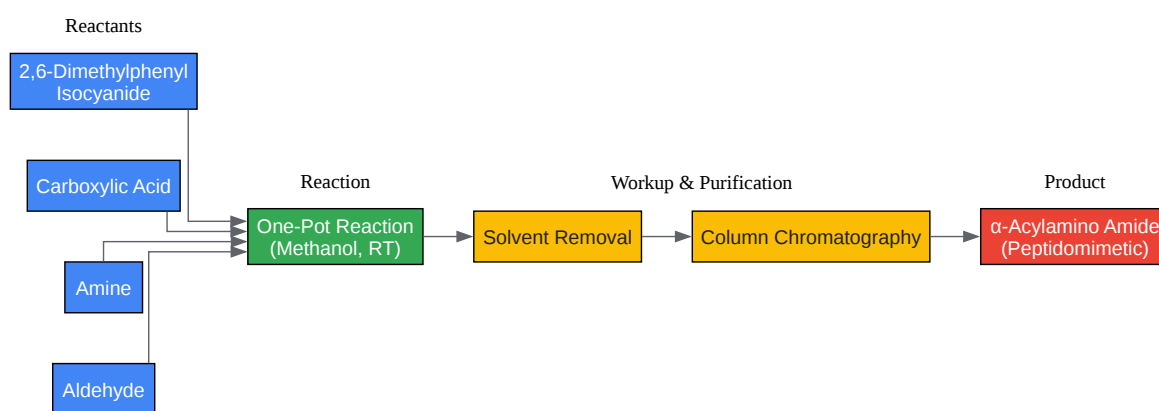 Reactants
2,6-Dimethylphenyl
Isocyanide
Carboxylic Acid
Amine
Aldehyde
Reaction
One-Pot Reaction
(Methanol, RT)
Workup & Purification
Solvent Removal
Column Chromatography
Product
α-Acylamino Amide
(Peptidomimetic)